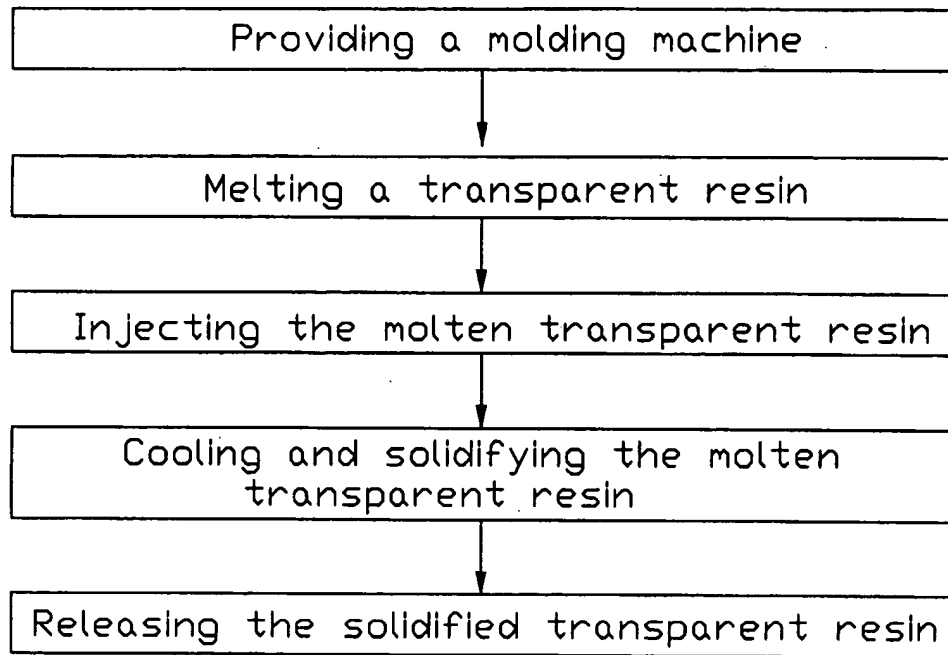 Providing a molding machine
Melting a transparent resin
Injecting the molten transparent resin
Cooling and solidifying the molten
transparent resin
Releasing the solidified transparent resin